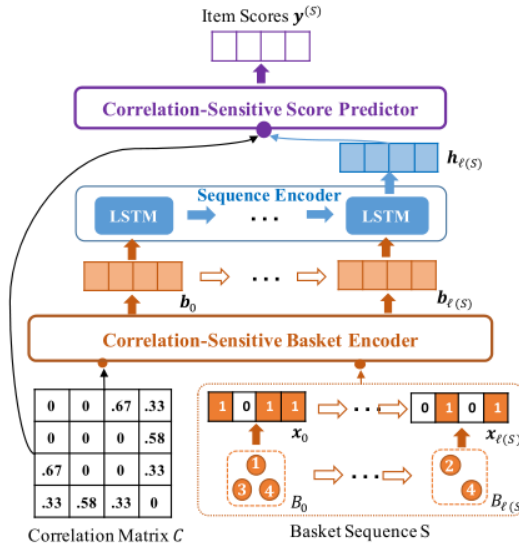 Item Scores 𝒚⁽ˢ⁾
Correlation-Sensitive Score Predictor
𝒉ℓ(S)
Sequence Encoder
LSTM
. . .
LSTM
. . .
𝒃₀
𝒃ℓ(S)
Correlation-Sensitive Basket Encoder
0 0 .67 .33
0 0 0 .58
.67 0 0 .33
.33 .58 .33 0
Correlation Matrix C
1 0 1 1
. . .
0 1 0 1
𝒙₀
𝒙ℓ(S)
1
3 4
. . .
2
4
B₀
Bℓ(S)
Basket Sequence S